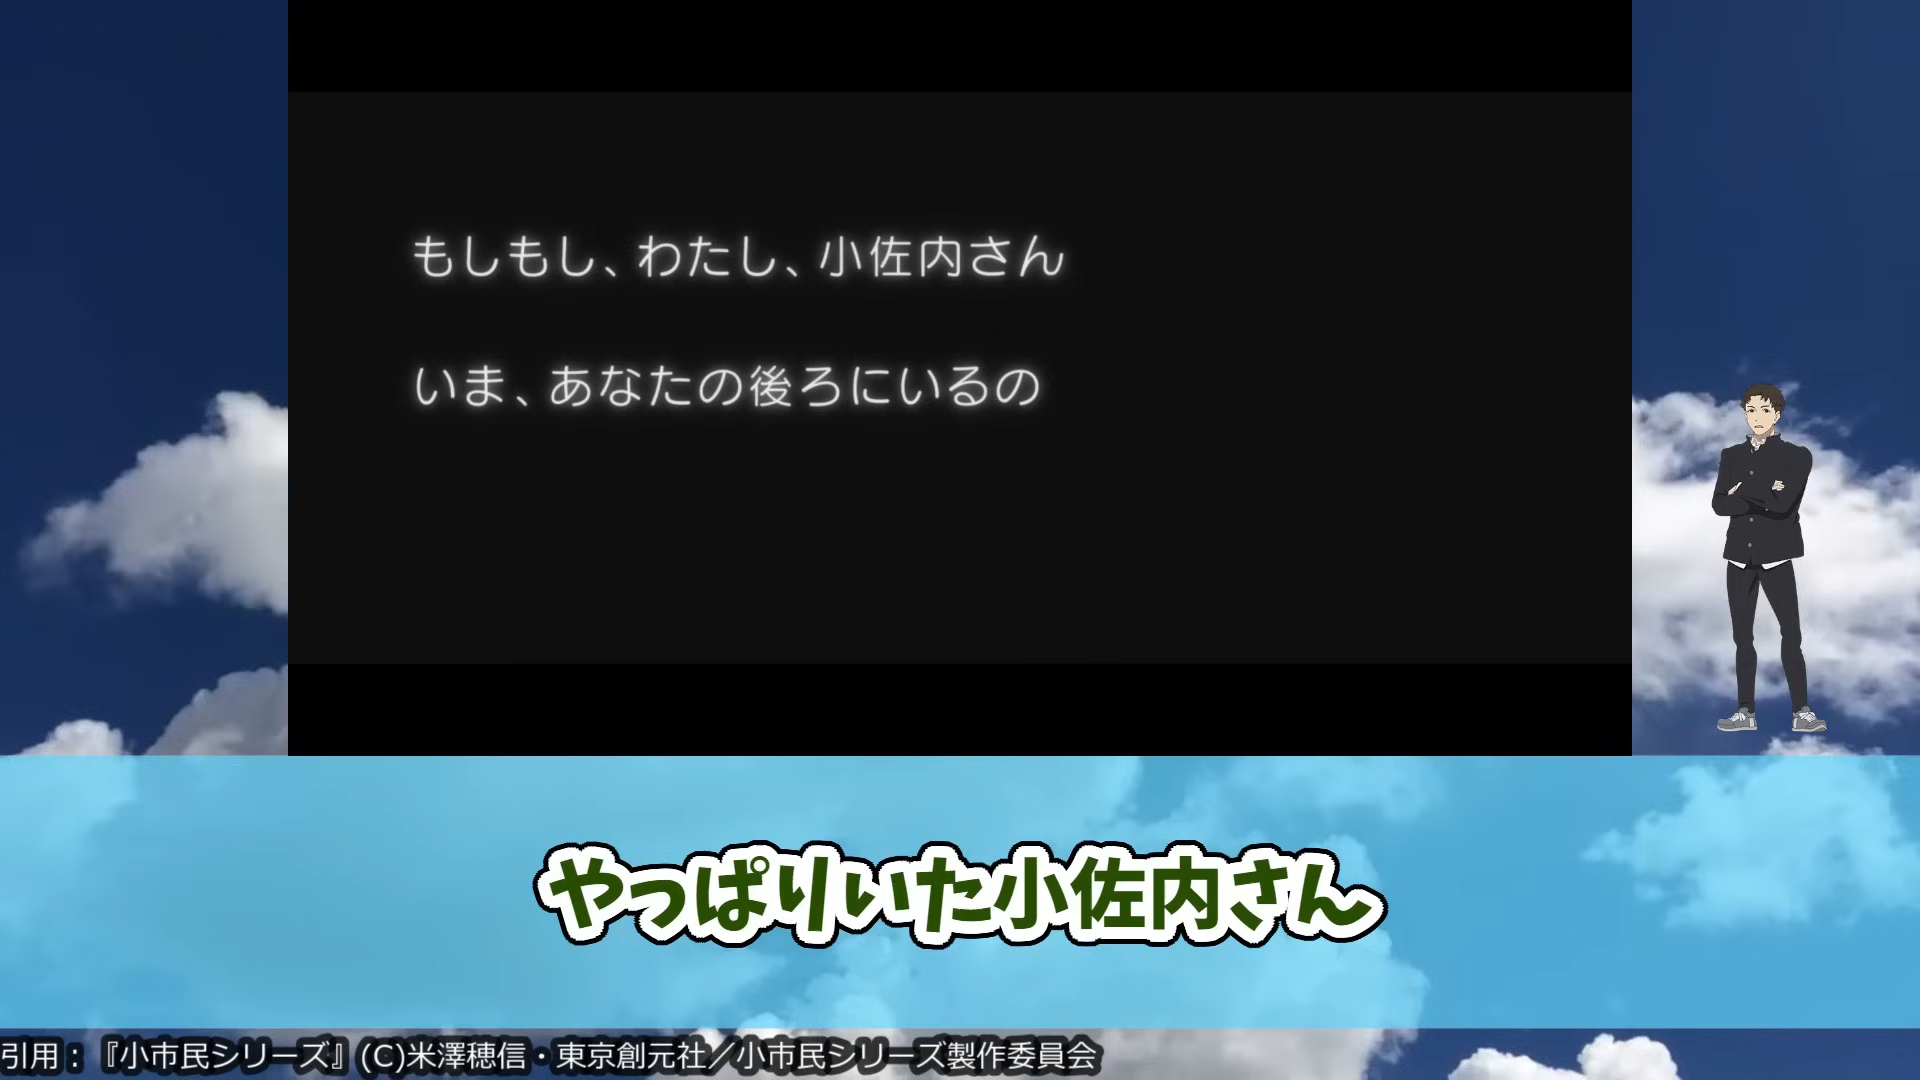 もしもし、わたし、小佐内さん
いま、あなたの後ろにいるの
やっぱりいた小佐内さん
引用：『小市民シリーズ』(C)米澤穂信・東京創元社／小市民シリーズ製作委員会